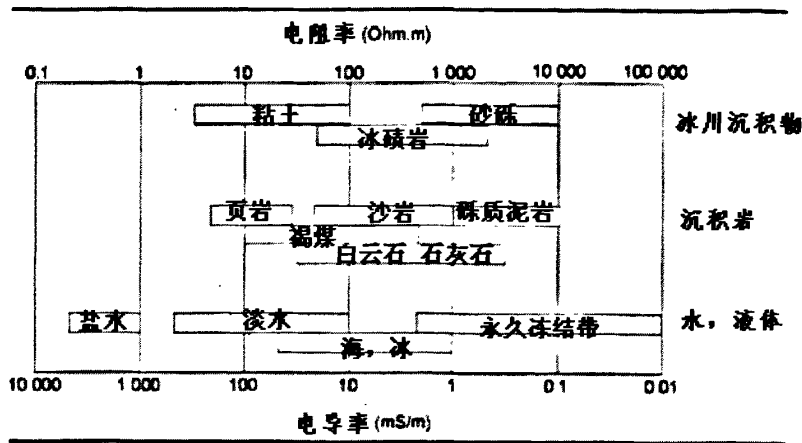 电阻率 (Ohm.m)
0.1 1 10 100 1 000 10 000 100 000
粘土 砂砾
冰川沉积物
冰碛岩
页岩 沙岩 砾质泥岩
沉积岩
褐煤
白云石 石灰石
盐水 淡水 永久冻结带
水，液体
海，冰
10 000 1 000 100 10 1 0 1 0 01
电导率 (mS/m)